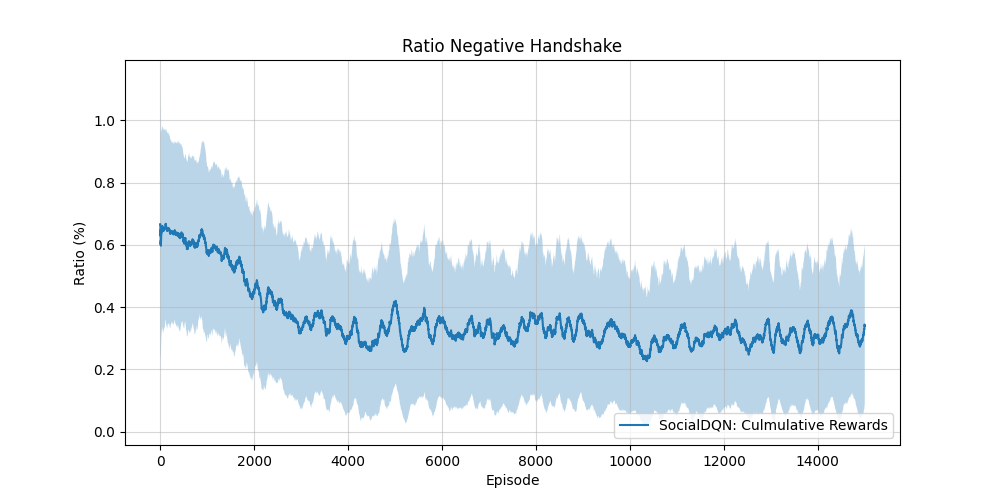 Ratio Negative Handshake
Ratio (%)
1.0
0.8
0.6
0.4
0.2
0.0
0 2000 4000 6000 8000 10000 12000 14000
Episode
SocialDQN: Culmulative Rewards